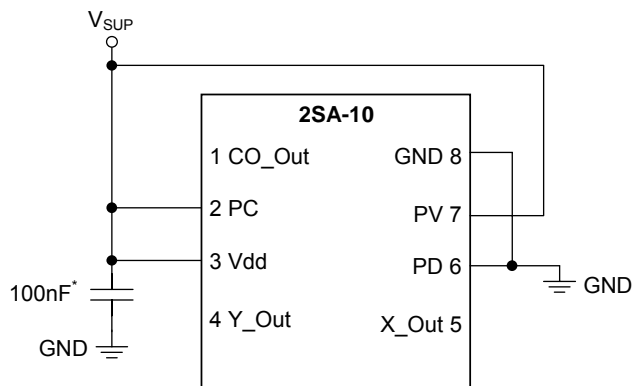 VSUP
2SA-10
1 CO_Out
GND 8
2 PC
PV 7
3 Vdd
PD 6
100nF*
GND
4 Y_Out
X_Out 5
GND